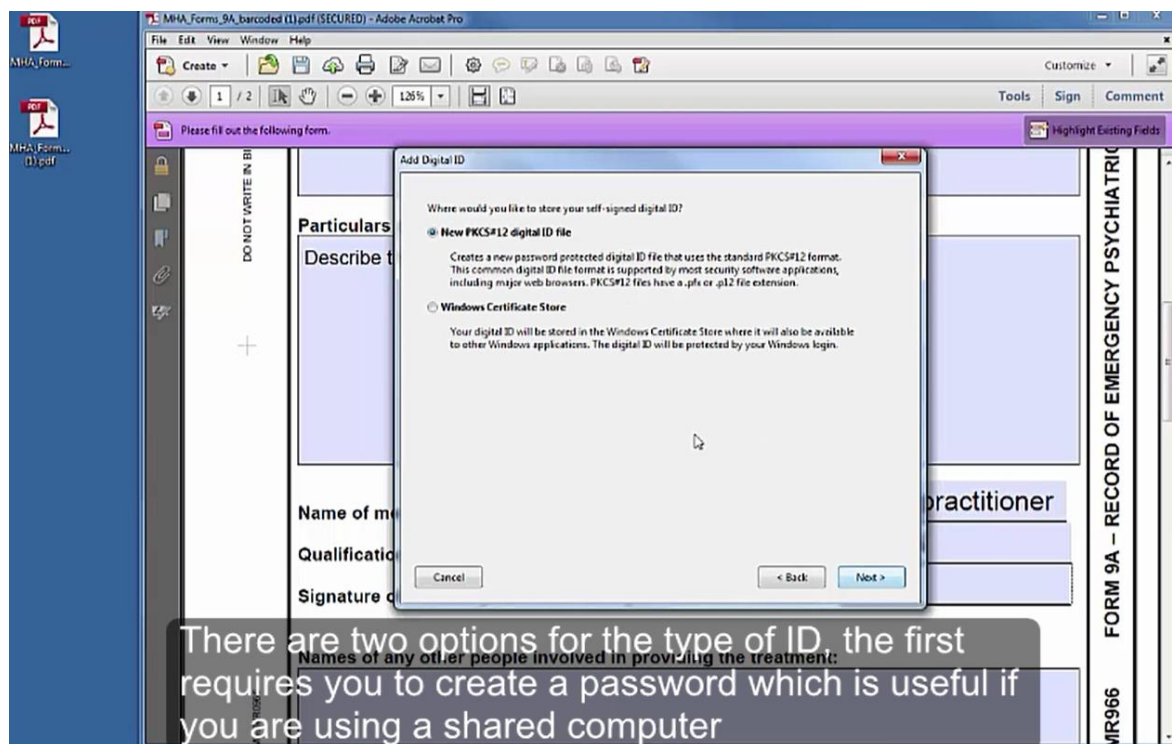 MHA_Forms_9A_barcoded (1).pdf (SECURED) - Adobe Acrobat Pro
File Edit View Window Help
Create
Customize
1 / 2
126%
Tools Sign Comment
Please fill out the following form.
Highlight Existing Fields
MHA_Form...
MHA_Form...
(1).pdf
DO NOT WRITE IN
Particulars
Describe t
Add Digital ID
Where would you like to store your self-signed digital ID?
New PKCS#12 digital ID file
Creates a new password protected digital ID file that uses the standard PKCS#12 format.
This common digital ID file format is supported by most security software applications,
including major web browsers. PKCS#12 files have a .pfx or .p12 file extension.
Windows Certificate Store
Your digital ID will be stored in the Windows Certificate Store where it will also be available
to other Windows applications. The digital ID will be protected by your Windows login.
Cancel
< Back
Next >
Name of m
practitioner
Qualificatio
Signature o
Names of any other people involved in providing the treatment:
FORM 9A – RECORD OF EMERGENCY PSYCHIATRIC
MR966
There are two options for the type of ID, the first
requires you to create a password which is useful if
you are using a shared computer